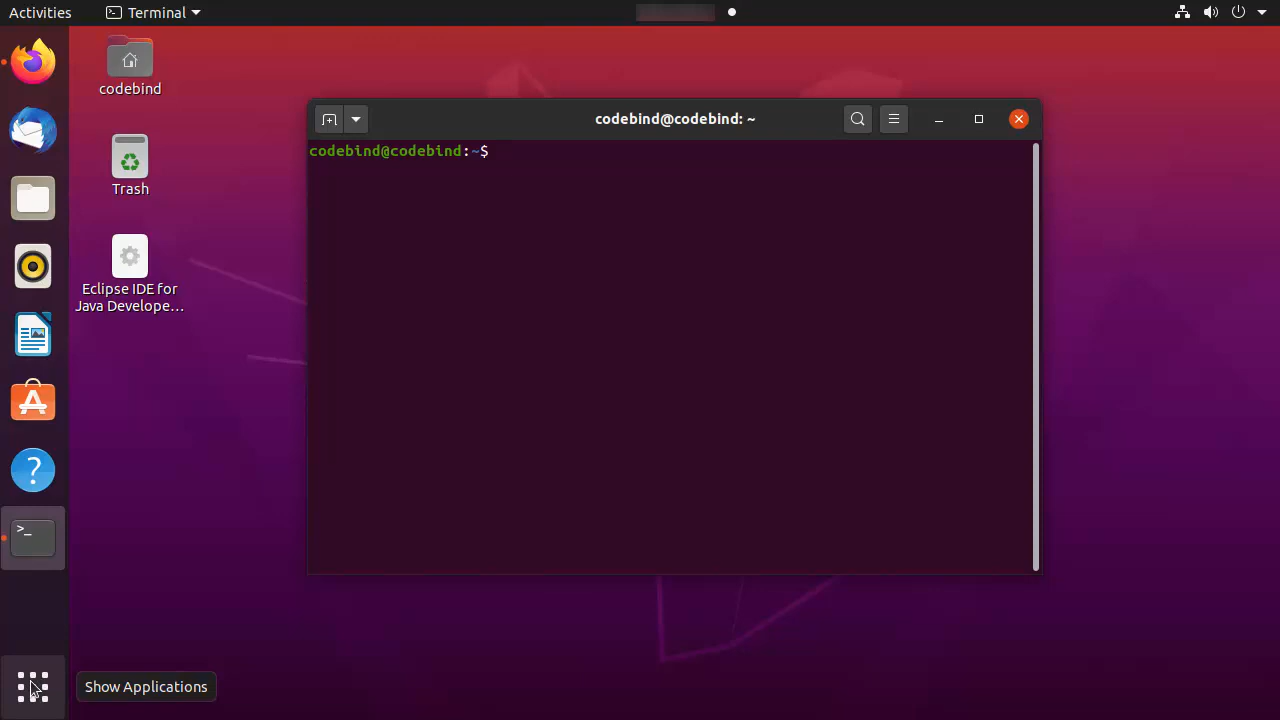 Activities
Terminal
codebind
Trash
Eclipse IDE for
Java Develope...
codebind@codebind: ~
codebind@codebind:~$
>_
Show Applications